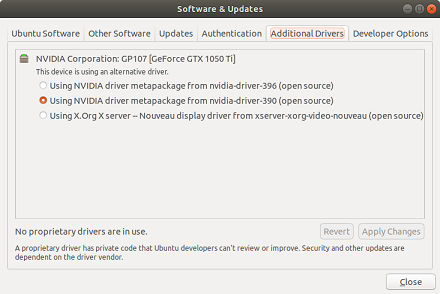 Software & Updates
Ubuntu Software Other Software Updates Authentication Additional Drivers Developer Options
NVIDIA Corporation: GP107 [GeForce GTX 1050 Ti]
This device is using an alternative driver.
Using NVIDIA driver metapackage from nvidia-driver-396 (open source)
Using NVIDIA driver metapackage from nvidia-driver-390 (open source)
Using X.Org X server -- Nouveau display driver from xserver-xorg-video-nouveau (open source)
No proprietary drivers are in use.
Revert Apply Changes
A proprietary driver has private code that Ubuntu developers can't review or improve. Security and other updates are
dependent on the driver vendor.
Close